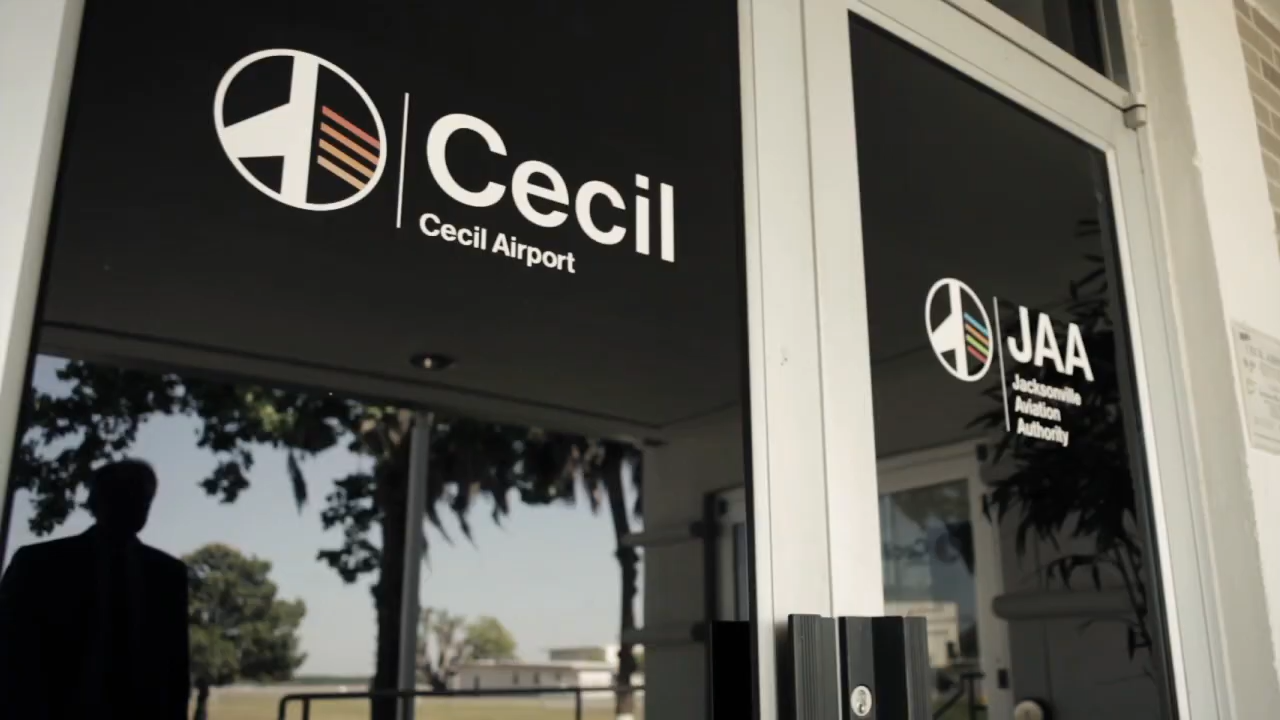 Cecil
Cecil Airport
JAA
Jacksonville
Aviation
Authority